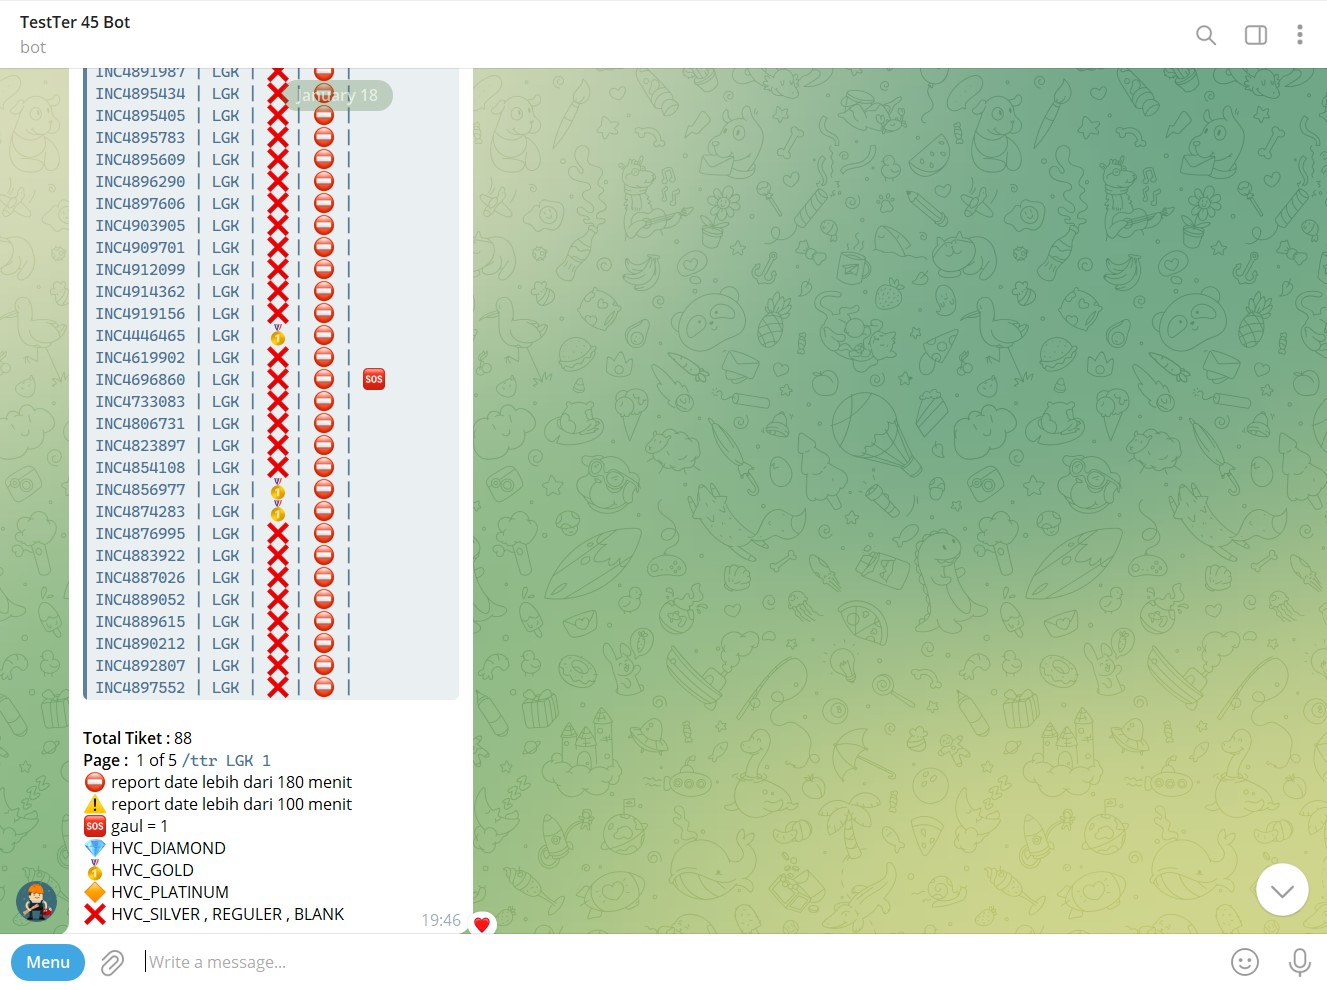 TestTer 45 Bot
bot
INC4891987 | LGK | ❌ | ⛔ |
January 18
INC4895434 | LGK | ❌ | ⛔ |
INC4895405 | LGK | ❌ | ⛔ |
INC4895783 | LGK | ❌ | ⛔ |
INC4895609 | LGK | ❌ | ⛔ |
INC4896290 | LGK | ❌ | ⛔ |
INC4897606 | LGK | ❌ | ⛔ |
INC4903905 | LGK | ❌ | ⛔ |
INC4909701 | LGK | ❌ | ⛔ |
INC4912099 | LGK | ❌ | ⛔ |
INC4914362 | LGK | ❌ | ⛔ |
INC4919156 | LGK | ❌ | ⛔ |
INC4446465 | LGK | 🥇 | ⛔ |
INC4619902 | LGK | ❌ | ⛔ |
INC4696860 | LGK | ❌ | ⛔ | 🆘
INC4733083 | LGK | ❌ | ⛔ |
INC4806731 | LGK | ❌ | ⛔ |
INC4823897 | LGK | ❌ | ⛔ |
INC4854108 | LGK | ❌ | ⛔ |
INC4856977 | LGK | 🥇 | ⛔ |
INC4874283 | LGK | 🥇 | ⛔ |
INC4876995 | LGK | ❌ | ⛔ |
INC4883922 | LGK | ❌ | ⛔ |
INC4887026 | LGK | ❌ | ⛔ |
INC4889052 | LGK | ❌ | ⛔ |
INC4889615 | LGK | ❌ | ⛔ |
INC4890212 | LGK | ❌ | ⛔ |
INC4892807 | LGK | ❌ | ⛔ |
INC4897552 | LGK | ❌ | ⛔ |
Total Tiket : 88
Page : 1 of 5 /ttr LGK 1
⛔ report date lebih dari 180 menit
⚠️ report date lebih dari 100 menit
🆘 gaul = 1
💎 HVC_DIAMOND
🥇 HVC_GOLD
🔶 HVC_PLATINUM
❌ HVC_SILVER , REGULER , BLANK
19:46
Menu
Write a message...